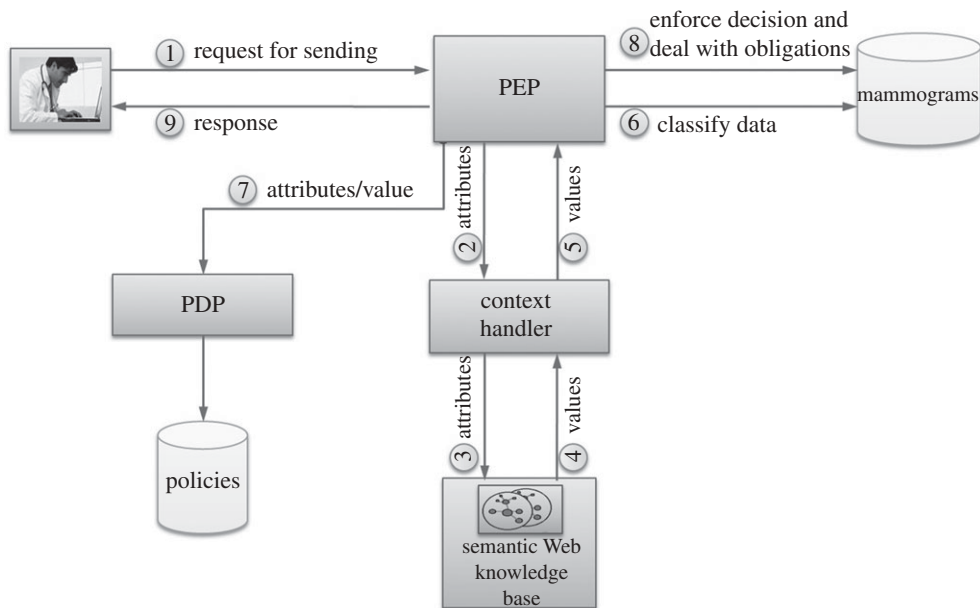 1 request for sending
9 response
PEP
8 enforce decision and
deal with obligations
6 classify data
mammograms
7 attributes/value
2 attributes
5 values
PDP
context
handler
3 attributes
4 values
policies
semantic Web
knowledge
base